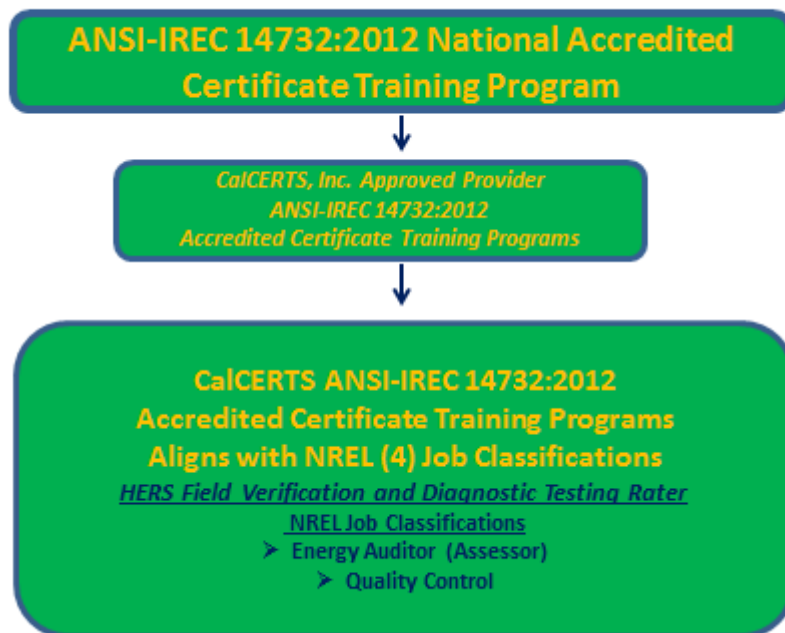 ANSI-IREC 14732:2012 National Accredited
Certificate Training Program
CalCERTS, Inc. Approved Provider
ANSI-IREC 14732:2012
Accredited Certificate Training Programs
CalCERTS ANSI-IREC 14732:2012
Accredited Certificate Training Programs
Aligns with NREL (4) Job Classifications
HERS Field Verification and Diagnostic Testing Rater
NREL Job Classifications
➤ Energy Auditor (Assessor)
➤ Quality Control